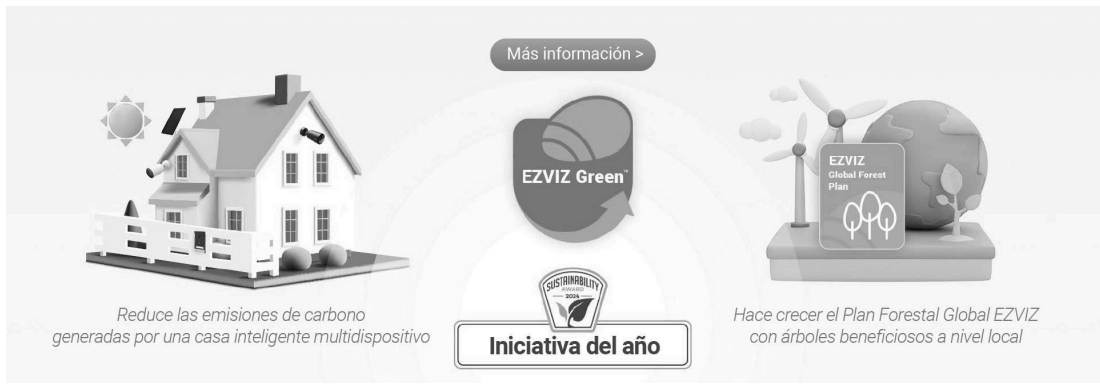 Más información >
EZVIZ Green™
EZVIZ
Global Forest
Plan
SUSTAINABILITY
AWARD
2024
Iniciativa del año
Reduce las emisiones de carbono
generadas por una casa inteligente multidispositivo
Hace crecer el Plan Forestal Global EZVIZ
con árboles beneficiosos a nivel local